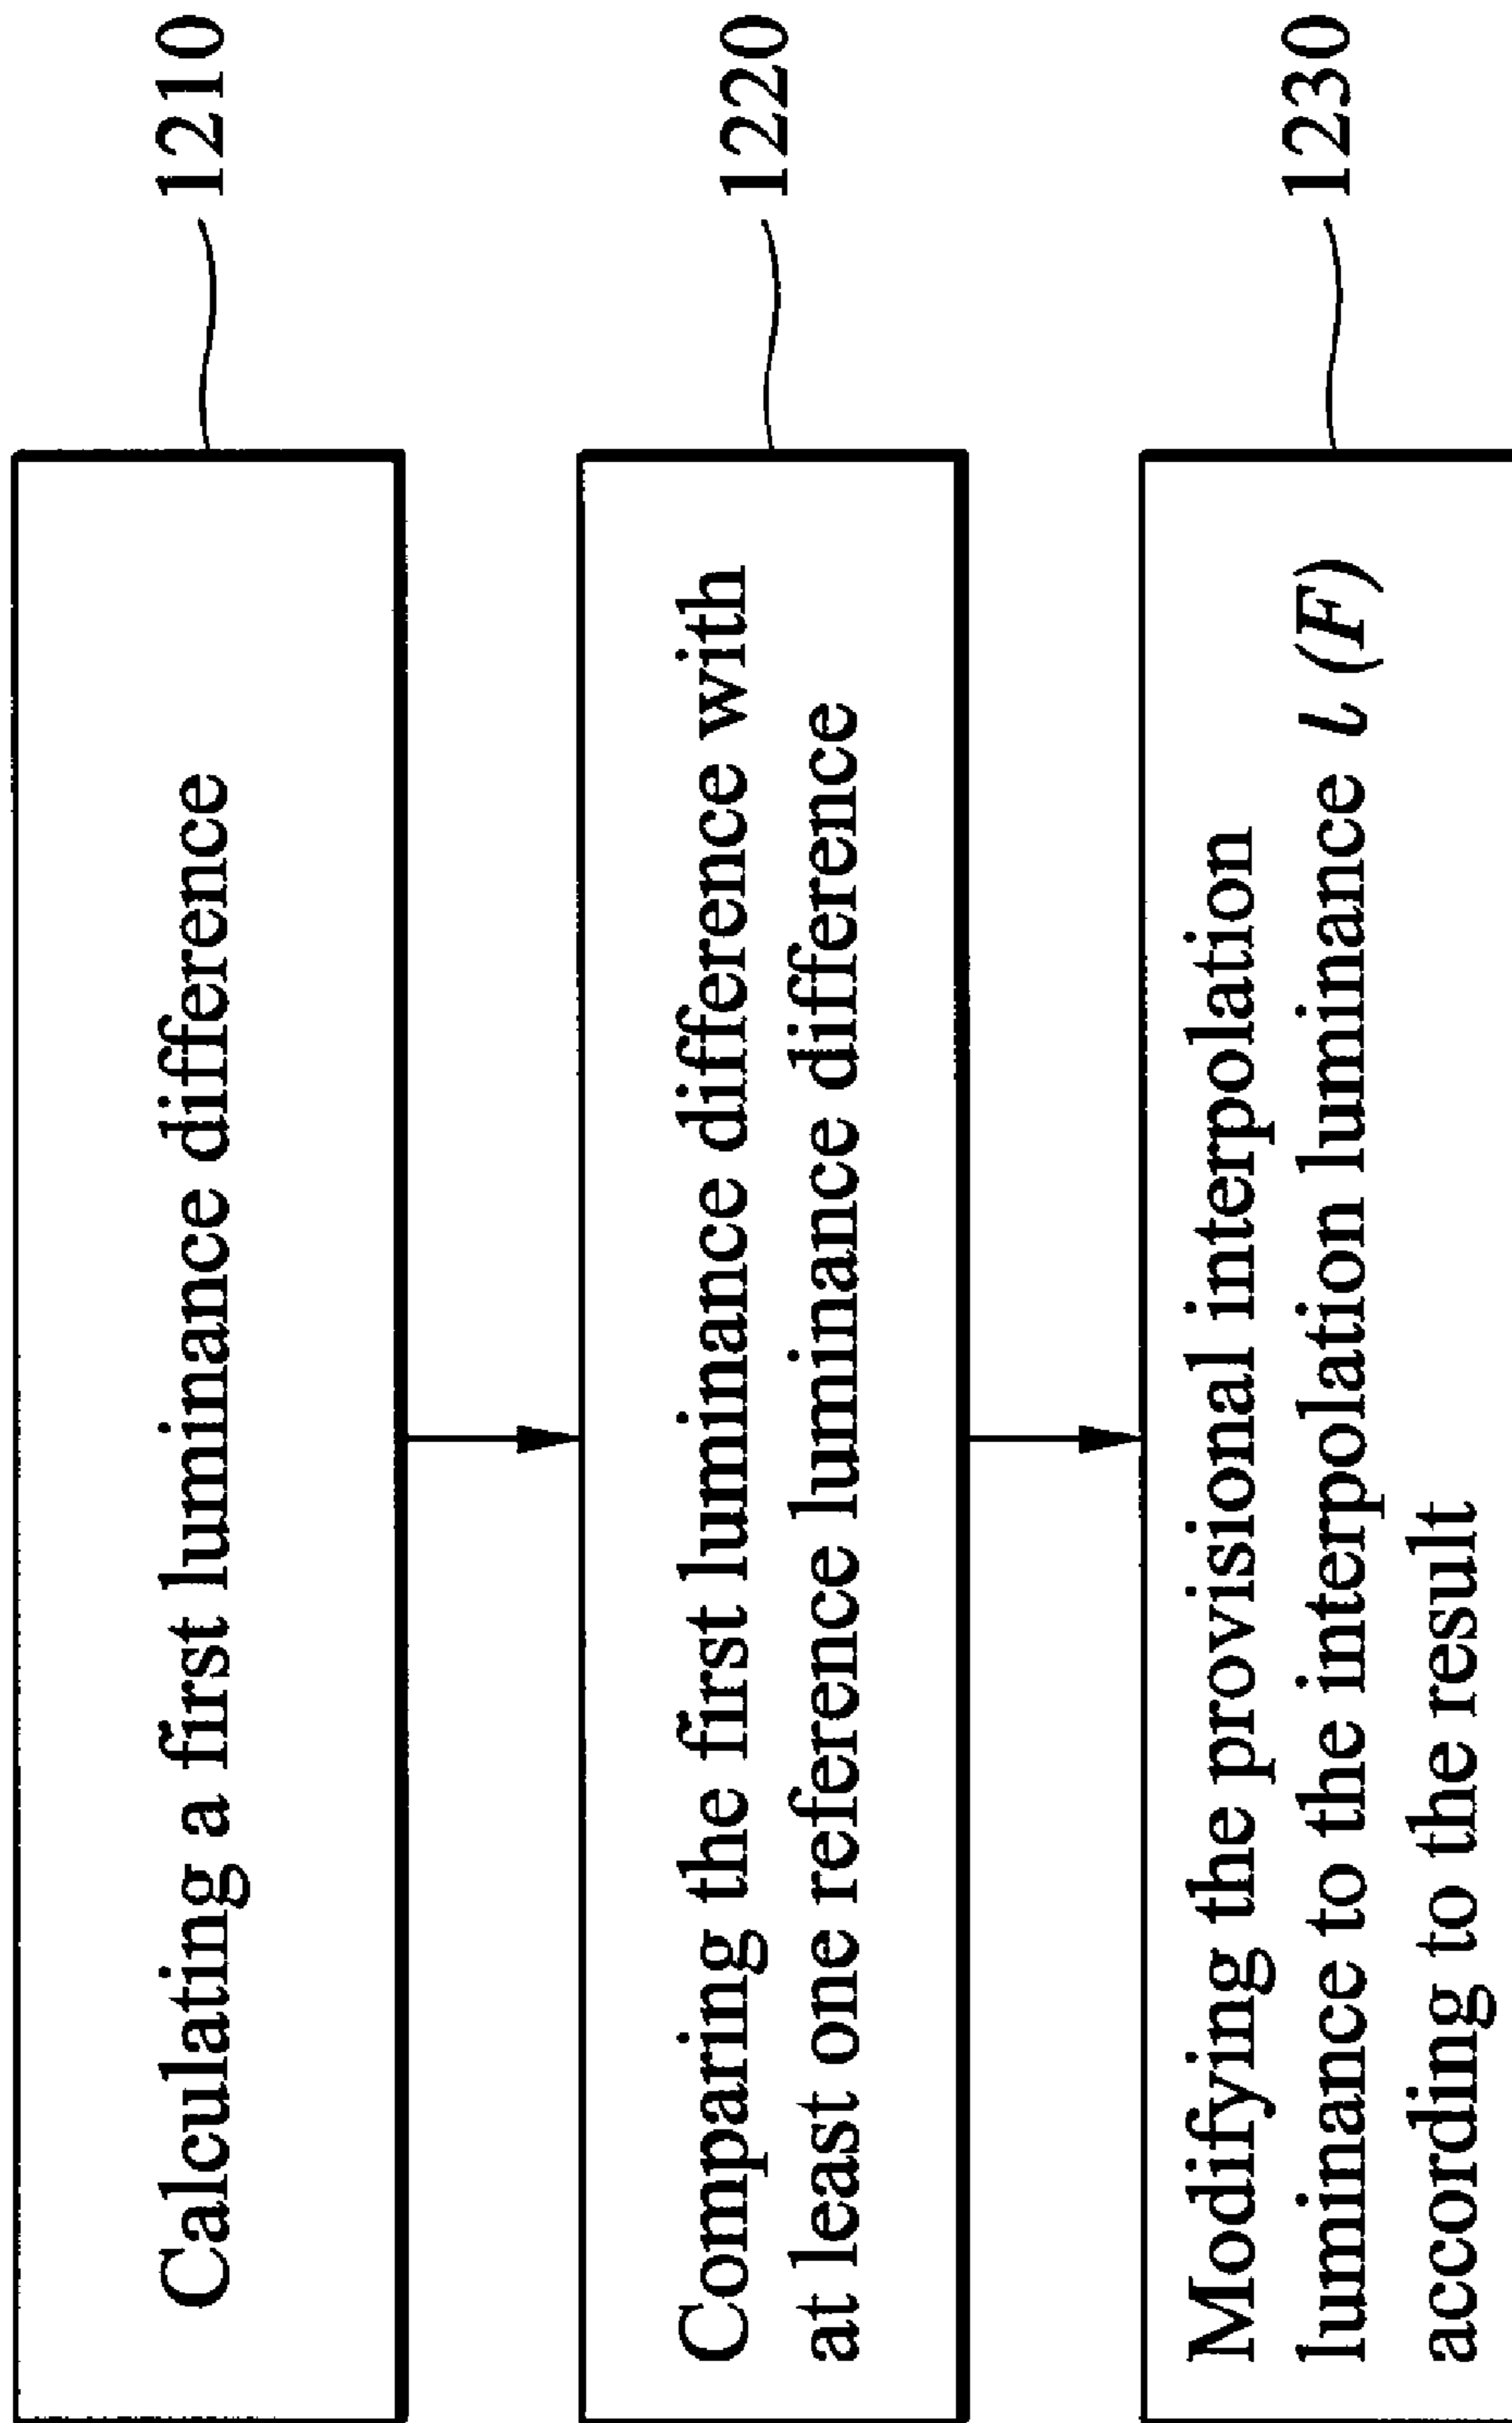 Calculating a first luminance difference
1210
Comparing the first luminance difference with
at least one reference luminance difference
1220
Modifying the provisional interpolation
luminance to the interpolation luminance ι (F)
according to the result
1230